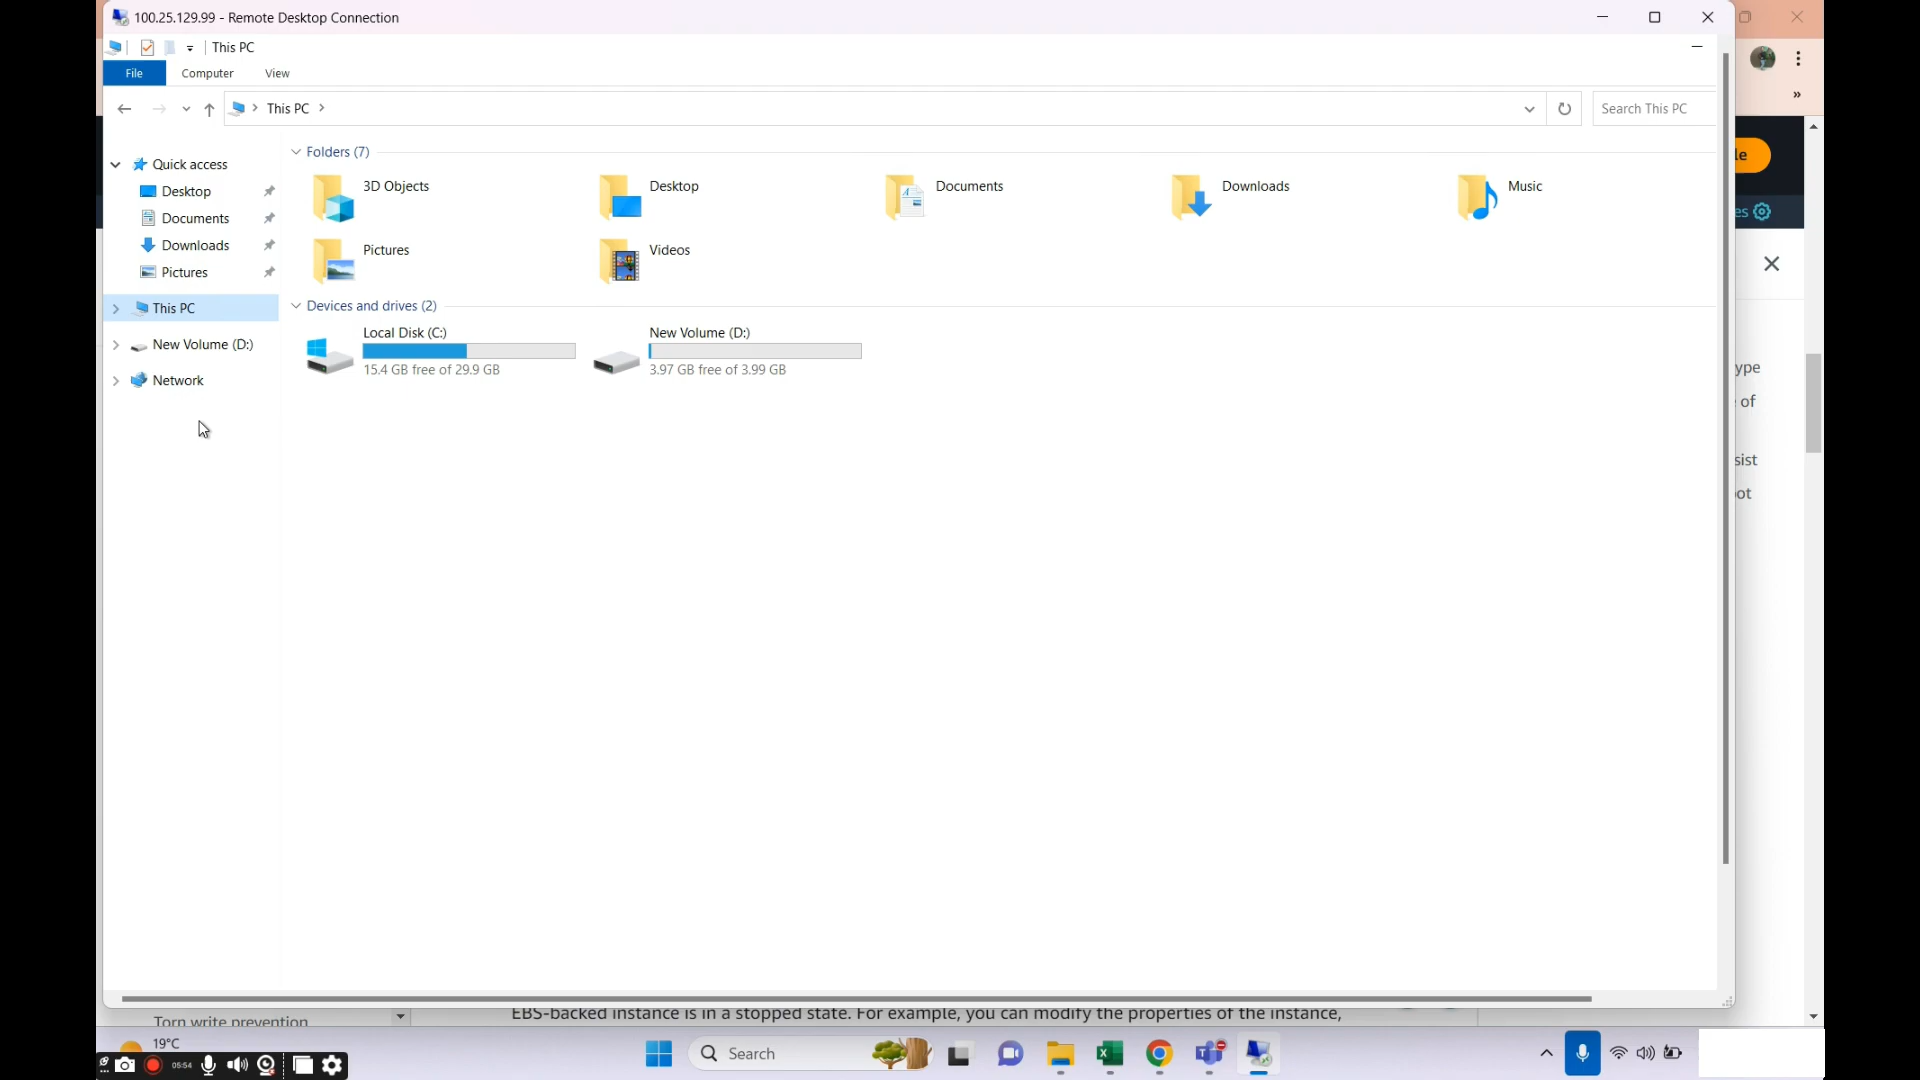 100.25.129.99 - Remote Desktop Connection
This PC
File Computer View
This PC
Search This PC
Quick access
Desktop
Documents
Downloads
Pictures
This PC
New Volume (D:)
Network
Folders (7)
3D Objects
Desktop
Documents
Downloads
Music
Pictures
Videos
Devices and drives (2)
Local Disk (C:)
15.4 GB free of 29.9 GB
New Volume (D:)
3.97 GB free of 3.99 GB
le
es
ype
of
sist
ot
Torn write prevention
EBS-backed instance is in a stopped state. For example, you can modify the properties of the instance,
19°C
05:54
Search